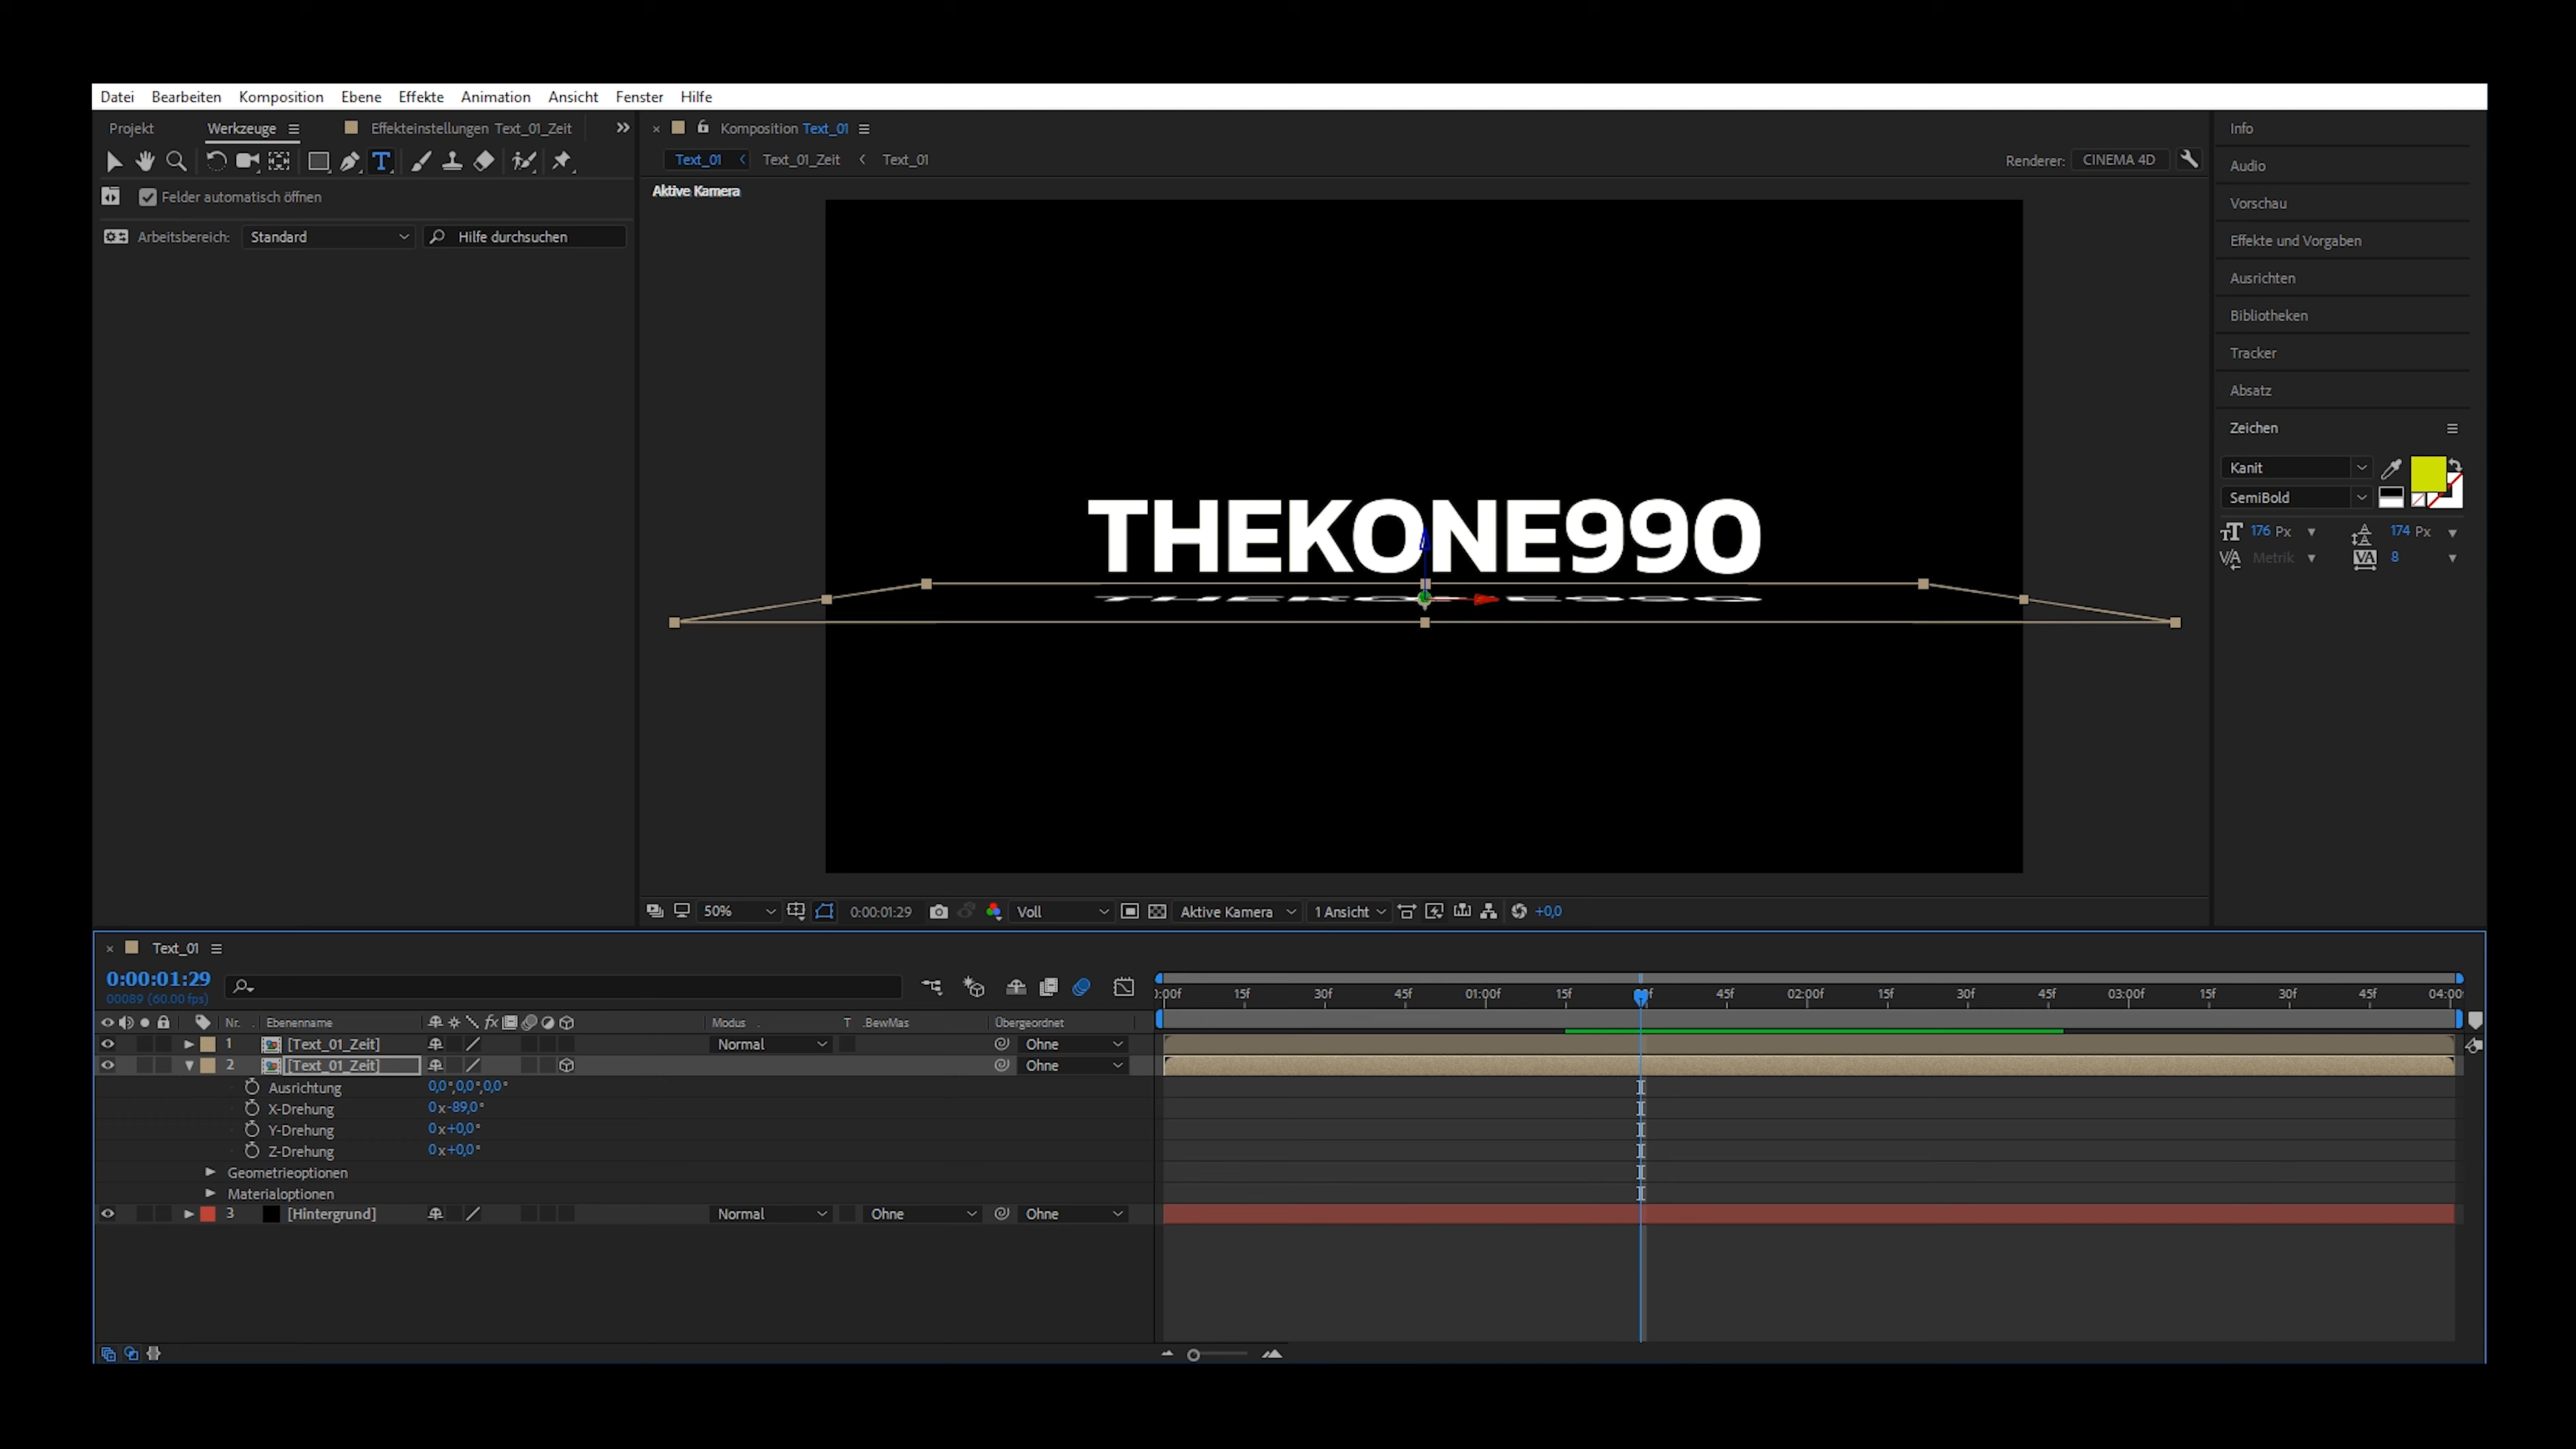 Datei Bearbeiten Komposition Ebene Effekte Animation Ansicht Fenster Hilfe
Projekt Werkzeuge Effekteinstellungen Text_01_Zeit
Felder automatisch öffnen
Arbeitsbereich: Standard Hilfe durchsuchen
Komposition Text_01
Text_01 Text_01_Zeit Text_01
Renderer: CINEMA 4D
Aktive Kamera
THEKONE990
50% 0:00:01:29 Voll Aktive Kamera 1 Ansicht +0,0
Info
Audio
Vorschau
Effekte und Vorgaben
Ausrichten
Bibliotheken
Tracker
Absatz
Zeichen
Kanit
SemiBold
176 Px 174 Px
Metrik 8
Text_01
0:00:01:29
00089 (60.00 fps)
:00f 15f 30f 45f 01:00f 15f 45f 02:00f 15f 30f 45f 03:00f 15f 30f 45f 04:00
Nr. Ebenenname Modus T .BewMas Übergeordnet
1 [Text_01_Zeit] Normal Ohne
2 [Text_01_Zeit] Ohne
Ausrichtung 0,0°,0,0°,0,0°
X-Drehung 0x-89,0°
Y-Drehung 0x+0,0°
Z-Drehung 0x+0,0°
Geometrieoptionen
Materialoptionen
3 [Hintergrund] Normal Ohne Ohne